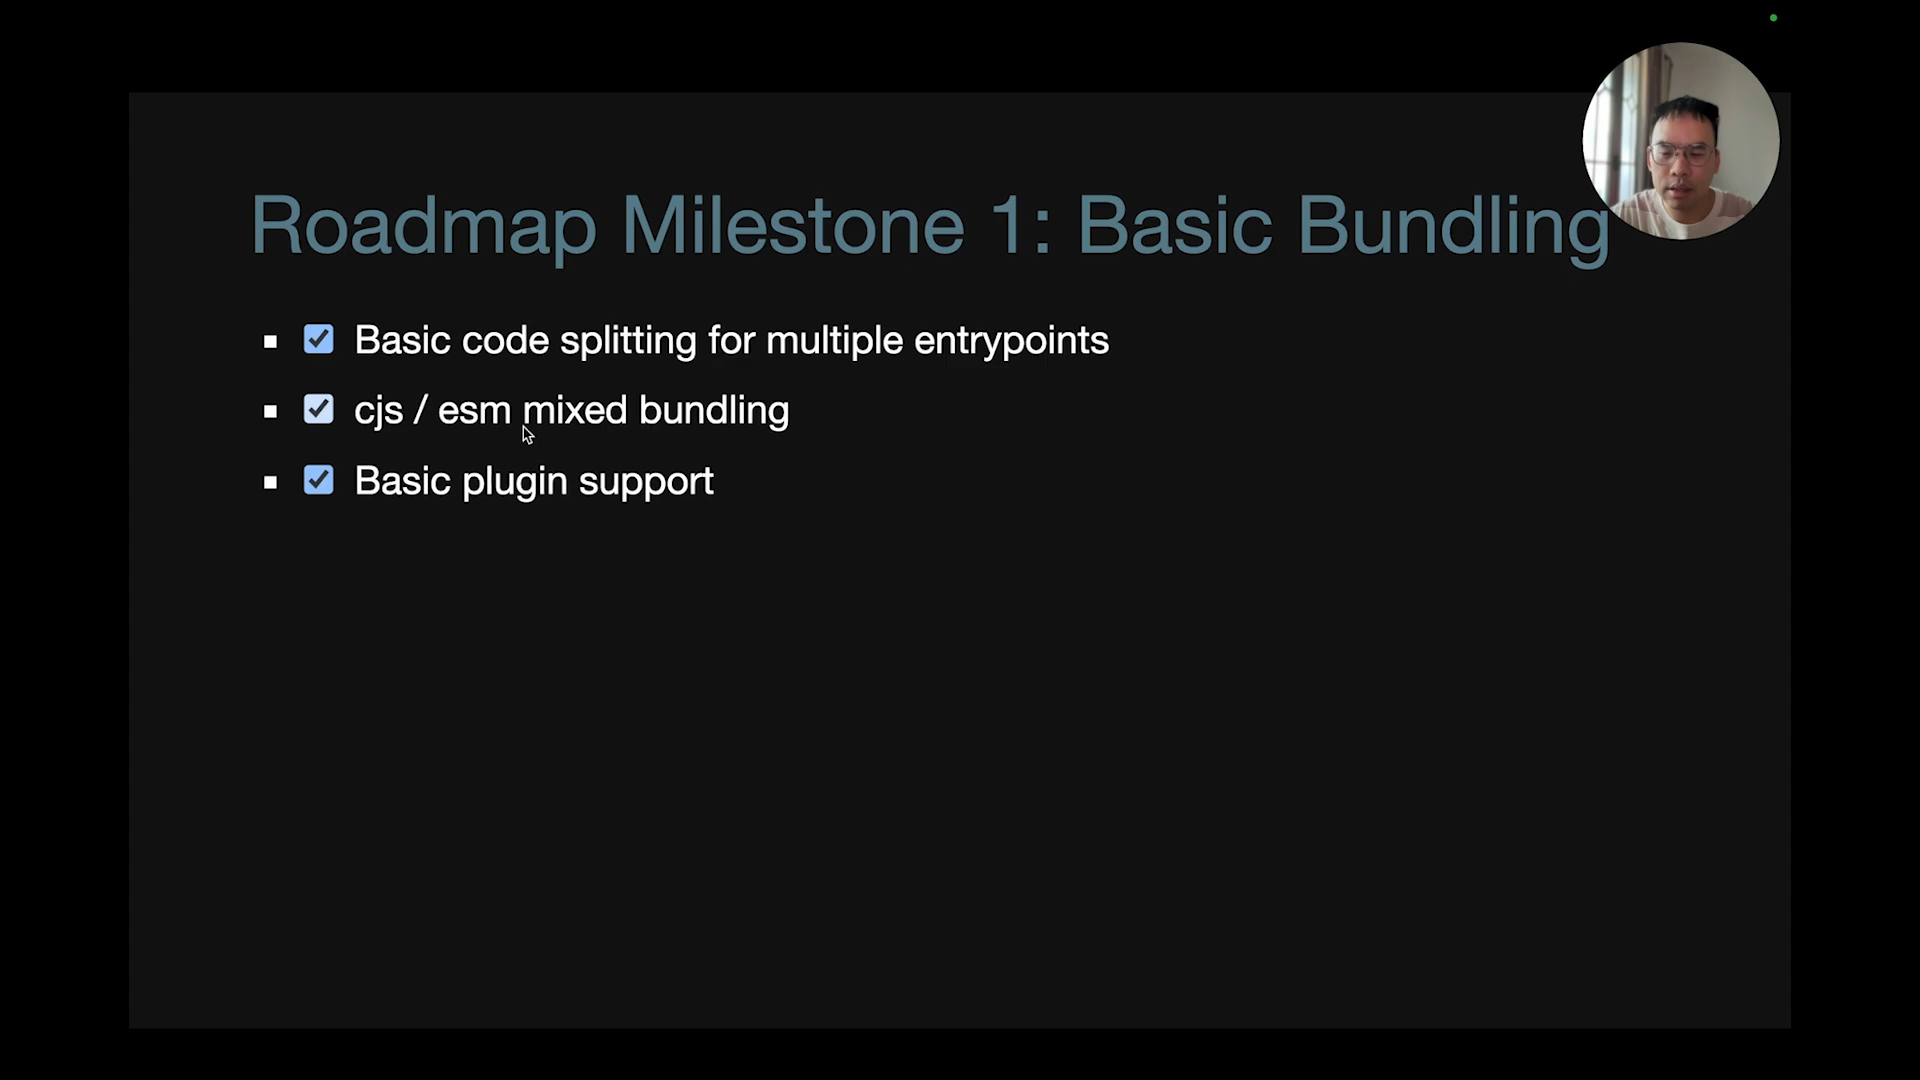 Roadmap Milestone 1: Basic Bundling
Basic code splitting for multiple entrypoints
cjs / esm mixed bundling
Basic plugin support